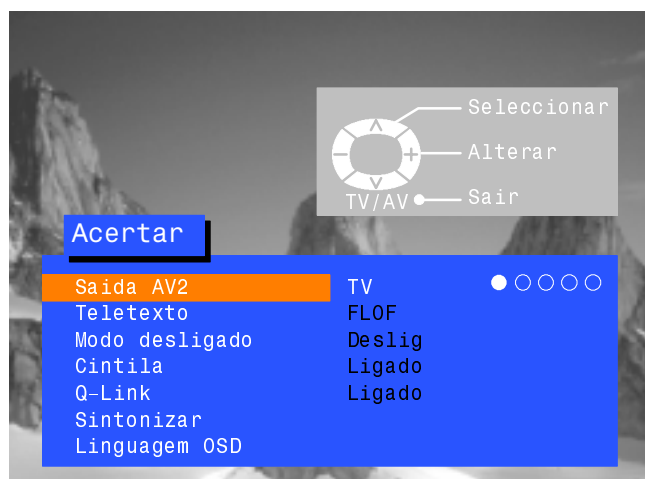 Seleccionar
Alterar
TV/AV Sair
Acertar
Saida AV2 TV
Teletexto FLOF
Modo desligado Deslig
Cintila Ligado
Q-Link Ligado
Sintonizar
Linguagem OSD